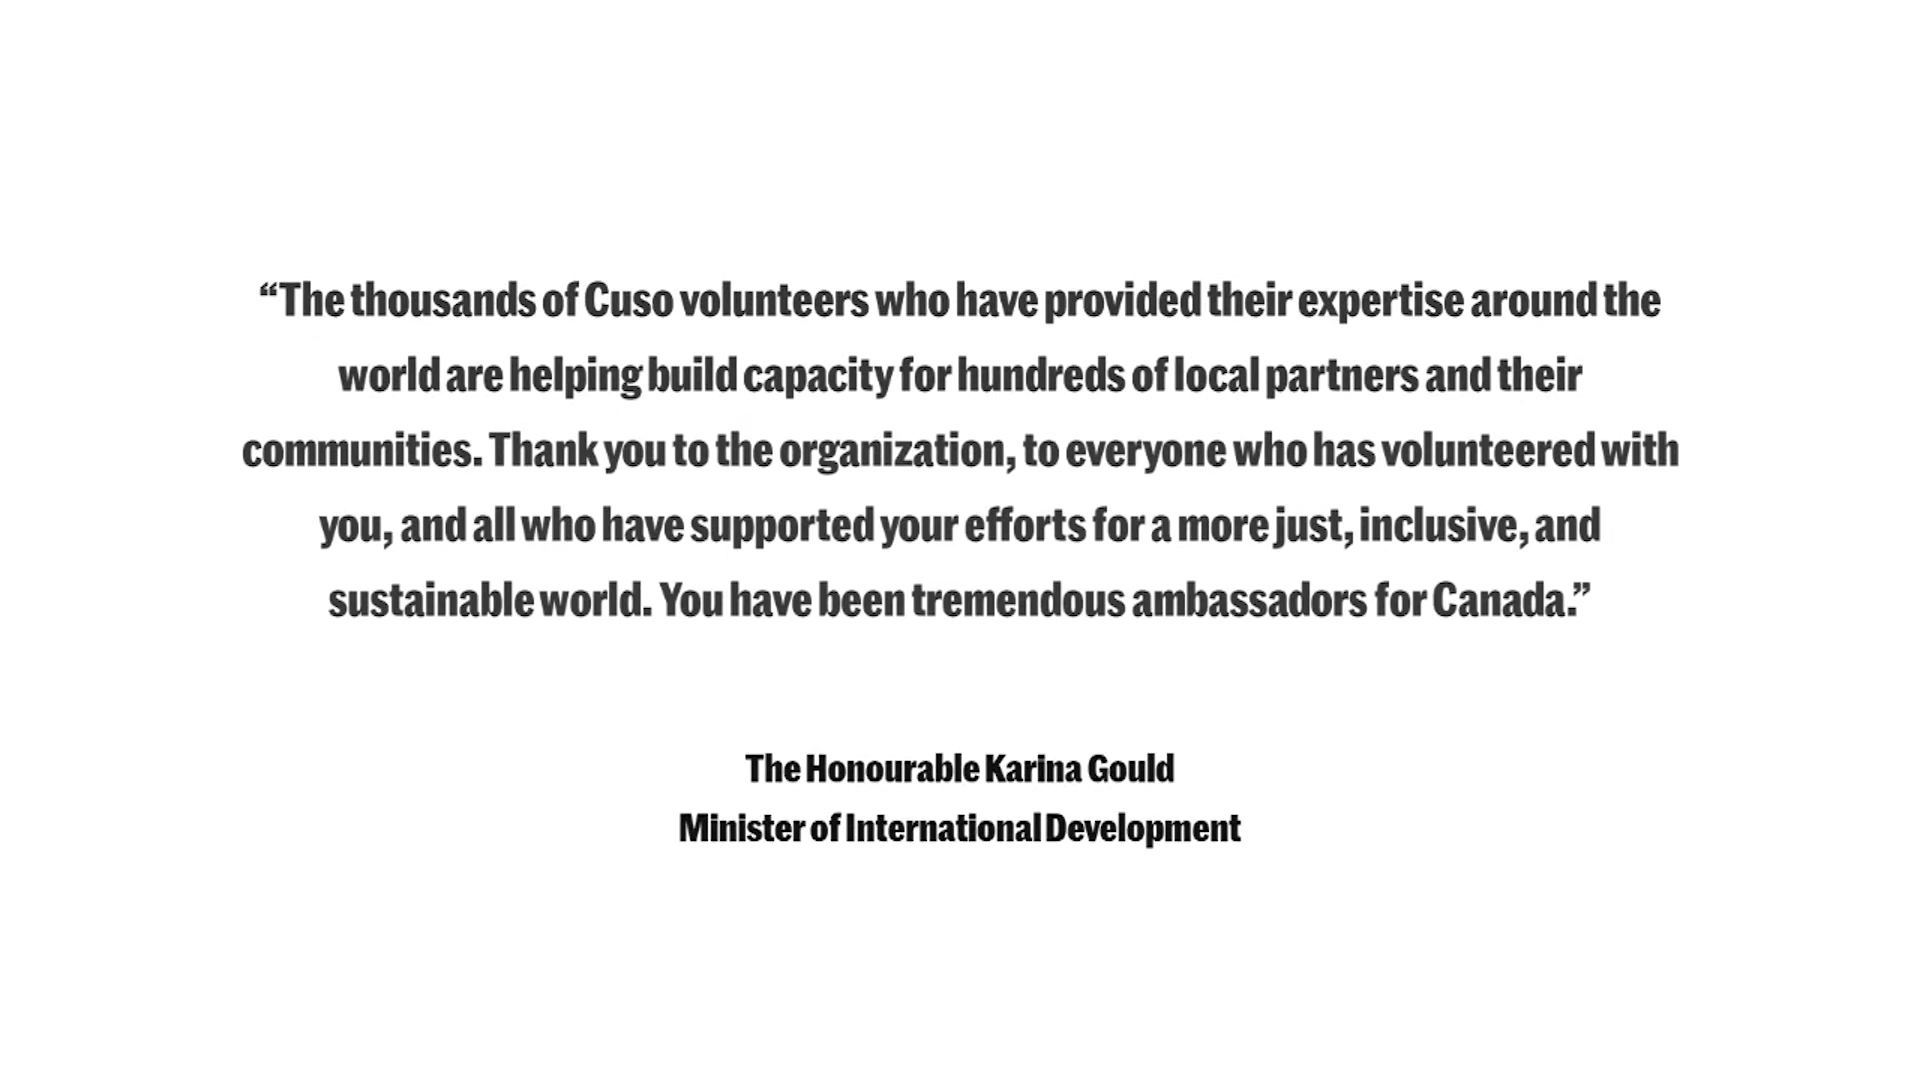 “The thousands of Cuso volunteers who have provided their expertise around the
world are helping build capacity for hundreds of local partners and their
communities. Thank you to the organization, to everyone who has volunteered with
you, and all who have supported your efforts for a more just, inclusive, and
sustainable world. You have been tremendous ambassadors for Canada.”
The Honourable Karina Gould
Minister of International Development